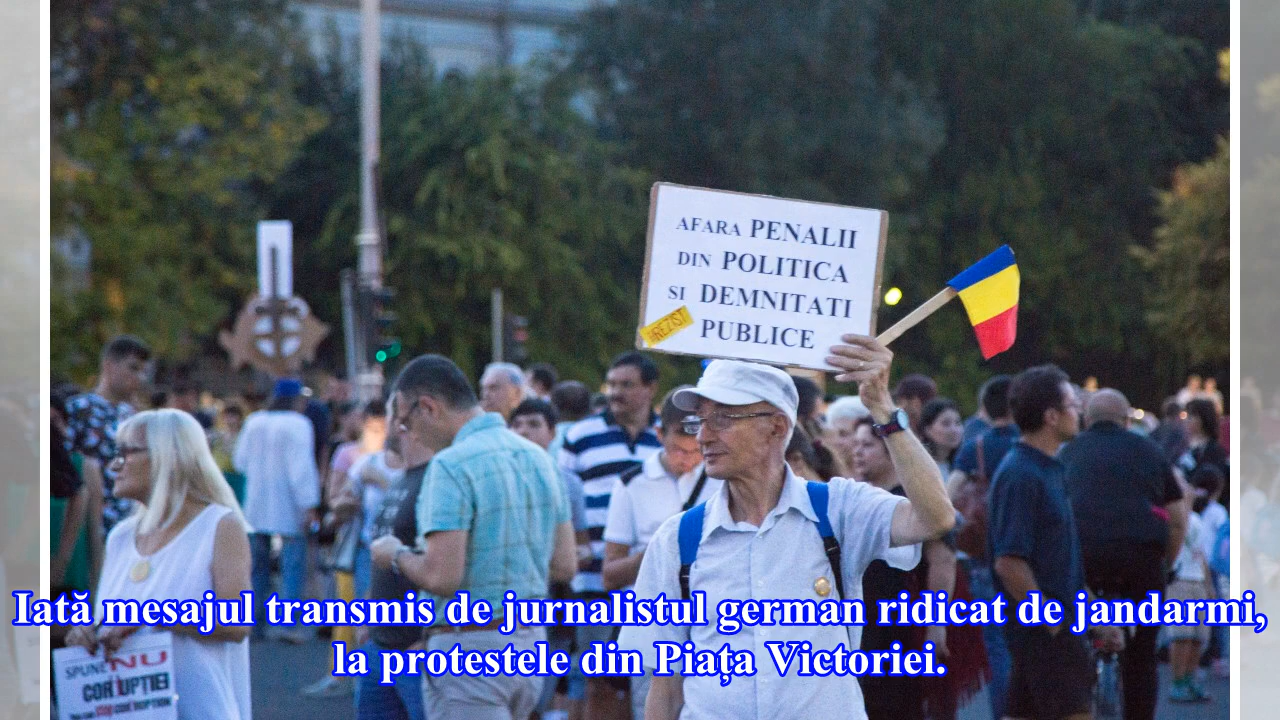 AFARA PENALII
DIN POLITICA
SI DEMNITATI
PUBLICE
#REZIST
Iată mesajul transmis de jurnalistul german ridicat de jandarmi,
la protestele din Piața Victoriei.
SPUNE NU
CORUPTIEI